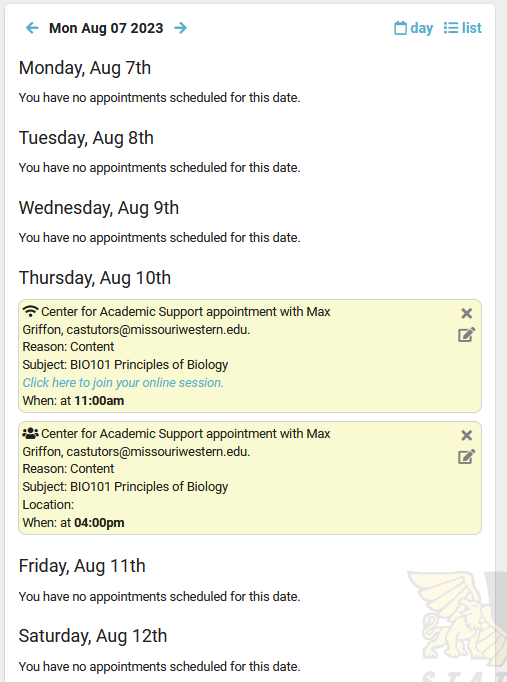 Mon Aug 07 2023
day
list
Monday, Aug 7th
You have no appointments scheduled for this date.
Tuesday, Aug 8th
You have no appointments scheduled for this date.
Wednesday, Aug 9th
You have no appointments scheduled for this date.
Thursday, Aug 10th
Center for Academic Support appointment with Max
Griffon, castutors@missouriwestern.edu.
Reason: Content
Subject: BIO101 Principles of Biology
Click here to join your online session.
When: at 11:00am
Center for Academic Support appointment with Max
Griffon, castutors@missouriwestern.edu.
Reason: Content
Subject: BIO101 Principles of Biology
Location:
When: at 04:00pm
Friday, Aug 11th
You have no appointments scheduled for this date.
Saturday, Aug 12th
You have no appointments scheduled for this date.